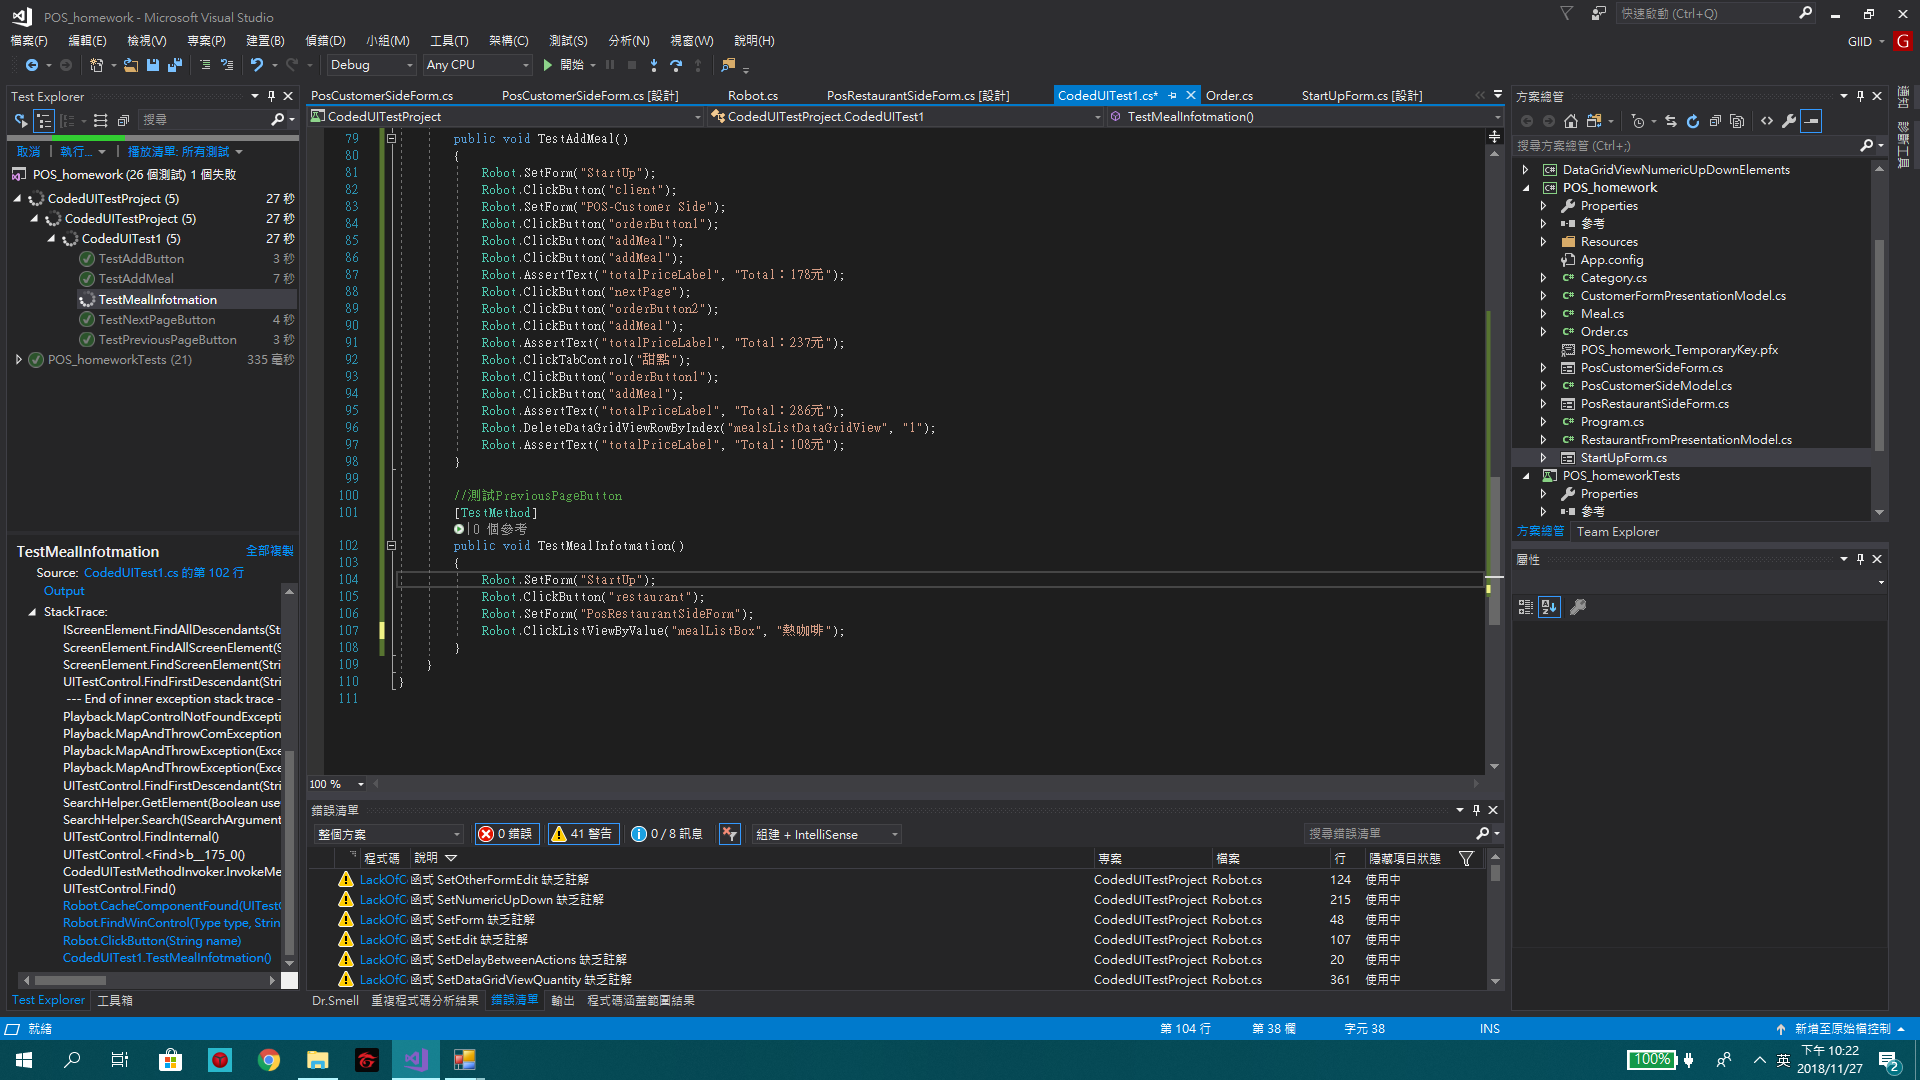 POS_homework - Microsoft Visual Studio
快速啟動 (Ctrl+Q)
檔案(F) 編輯(E) 檢視(V) 專案(P) 建置(B) 偵錯(D) 小組(M) 工具(T) 架構(C) 測試(S) 分析(N) 視窗(W) 說明(H)
GIID G
Debug Any CPU 開始
Test Explorer
搜尋
取消 執行... 播放清單: 所有測試
POS_homework (26 個測試) 1 個失敗
CodedUITestProject (5) 27 秒
CodedUITestProject (5) 27 秒
CodedUITest1 (5) 27 秒
TestAddButton 3 秒
TestAddMeal 7 秒
TestMealInfotmation
TestNextPageButton 4 秒
TestPreviousPageButton 3 秒
POS_homeworkTests (21) 335 毫秒
TestMealInfotmation 全部複製
Source: CodedUITest1.cs 的第 102 行
Output
StackTrace:
IScreenElement.FindAllDescendants(St
ScreenElement.FindAllScreenElement(S
ScreenElement.FindScreenElement(Stri
UITestControl.FindFirstDescendant(Stri
--- End of inner exception stack trace -
Playback.MapControlNotFoundExcepti
Playback.MapAndThrowComException
Playback.MapAndThrowException(Exce
Playback.MapAndThrowException(Exce
UITestControl.FindFirstDescendant(Stri
SearchHelper.GetElement(Boolean use
SearchHelper.Search(ISearchArgument
UITestControl.FindInternal()
UITestControl.<Find>b__175_0()
CodedUITestMethodInvoker.InvokeMe
UITestControl.Find()
Robot.CacheComponentFound(UITest
Robot.FindWinControl(Type type, Strin
Robot.ClickButton(String name)
CodedUITest1.TestMealInfotmation()
Test Explorer 工具箱
PosCustomerSideForm.cs PosCustomerSideForm.cs [設計] Robot.cs PosRestaurantSideForm.cs [設計] CodedUITest1.cs* Order.cs StartUpForm.cs [設計]
CodedUITestProject CodedUITestProject.CodedUITest1 TestMealInfotmation()
79 public void TestAddMeal()
80 {
81 Robot.SetForm("StartUp");
82 Robot.ClickButton("client");
83 Robot.SetForm("POS-Customer Side");
84 Robot.ClickButton("orderButton1");
85 Robot.ClickButton("addMeal");
86 Robot.ClickButton("addMeal");
87 Robot.AssertText("totalPriceLabel", "Total：178元");
88 Robot.ClickButton("nextPage");
89 Robot.ClickButton("orderButton2");
90 Robot.ClickButton("addMeal");
91 Robot.AssertText("totalPriceLabel", "Total：237元");
92 Robot.ClickTabControl("甜點");
93 Robot.ClickButton("orderButton1");
94 Robot.ClickButton("addMeal");
95 Robot.AssertText("totalPriceLabel", "Total：286元");
96 Robot.DeleteDataGridViewRowByIndex("mealsListDataGridView", "1");
97 Robot.AssertText("totalPriceLabel", "Total：108元");
98 }
99
100 //測試PreviousPageButton
101 [TestMethod]
0 個參考
102 public void TestMealInfotmation()
103 {
104 Robot.SetForm("StartUp");
105 Robot.ClickButton("restaurant");
106 Robot.SetForm("PosRestaurantSideForm");
107 Robot.ClickListViewByValue("mealListBox", "熱咖啡");
108 }
109 }
110 }
111
100 %
錯誤清單
整個方案 0 錯誤 41 警告 0 / 8 訊息 組建 + IntelliSense 搜尋錯誤清單
程式碼 說明 專案 檔案 行 隱藏項目狀態
LackOfC 函式 SetOtherFormEdit 缺乏註解 CodedUITestProject Robot.cs 124 使用中
LackOfC 函式 SetNumericUpDown 缺乏註解 CodedUITestProject Robot.cs 215 使用中
LackOfC 函式 SetForm 缺乏註解 CodedUITestProject Robot.cs 48 使用中
LackOfC 函式 SetEdit 缺乏註解 CodedUITestProject Robot.cs 107 使用中
LackOfC 函式 SetDelayBetweenActions 缺乏註解 CodedUITestProject Robot.cs 20 使用中
LackOfC 函式 SetDataGridViewQuantity 缺乏註解 CodedUITestProject Robot.cs 361 使用中
Dr.Smell 重複程式碼分析結果 錯誤清單 輸出 程式碼涵蓋範圍結果
方案總管
搜尋方案總管 (Ctrl+;)
DataGridViewNumericUpDownElements
POS_homework
Properties
參考
Resources
App.config
Category.cs
CustomerFormPresentationModel.cs
Meal.cs
Order.cs
POS_homework_TemporaryKey.pfx
PosCustomerSideForm.cs
PosCustomerSideModel.cs
PosRestaurantSideForm.cs
Program.cs
RestaurantFromPresentationModel.cs
StartUpForm.cs
POS_homeworkTests
Properties
參考
方案總管 Team Explorer
屬性
通知
診斷工具
就緒 第 104 行 第 38 欄 字元 38 INS 新增至原始檔控制
100% 英 下午 10:22
2018/11/27
2